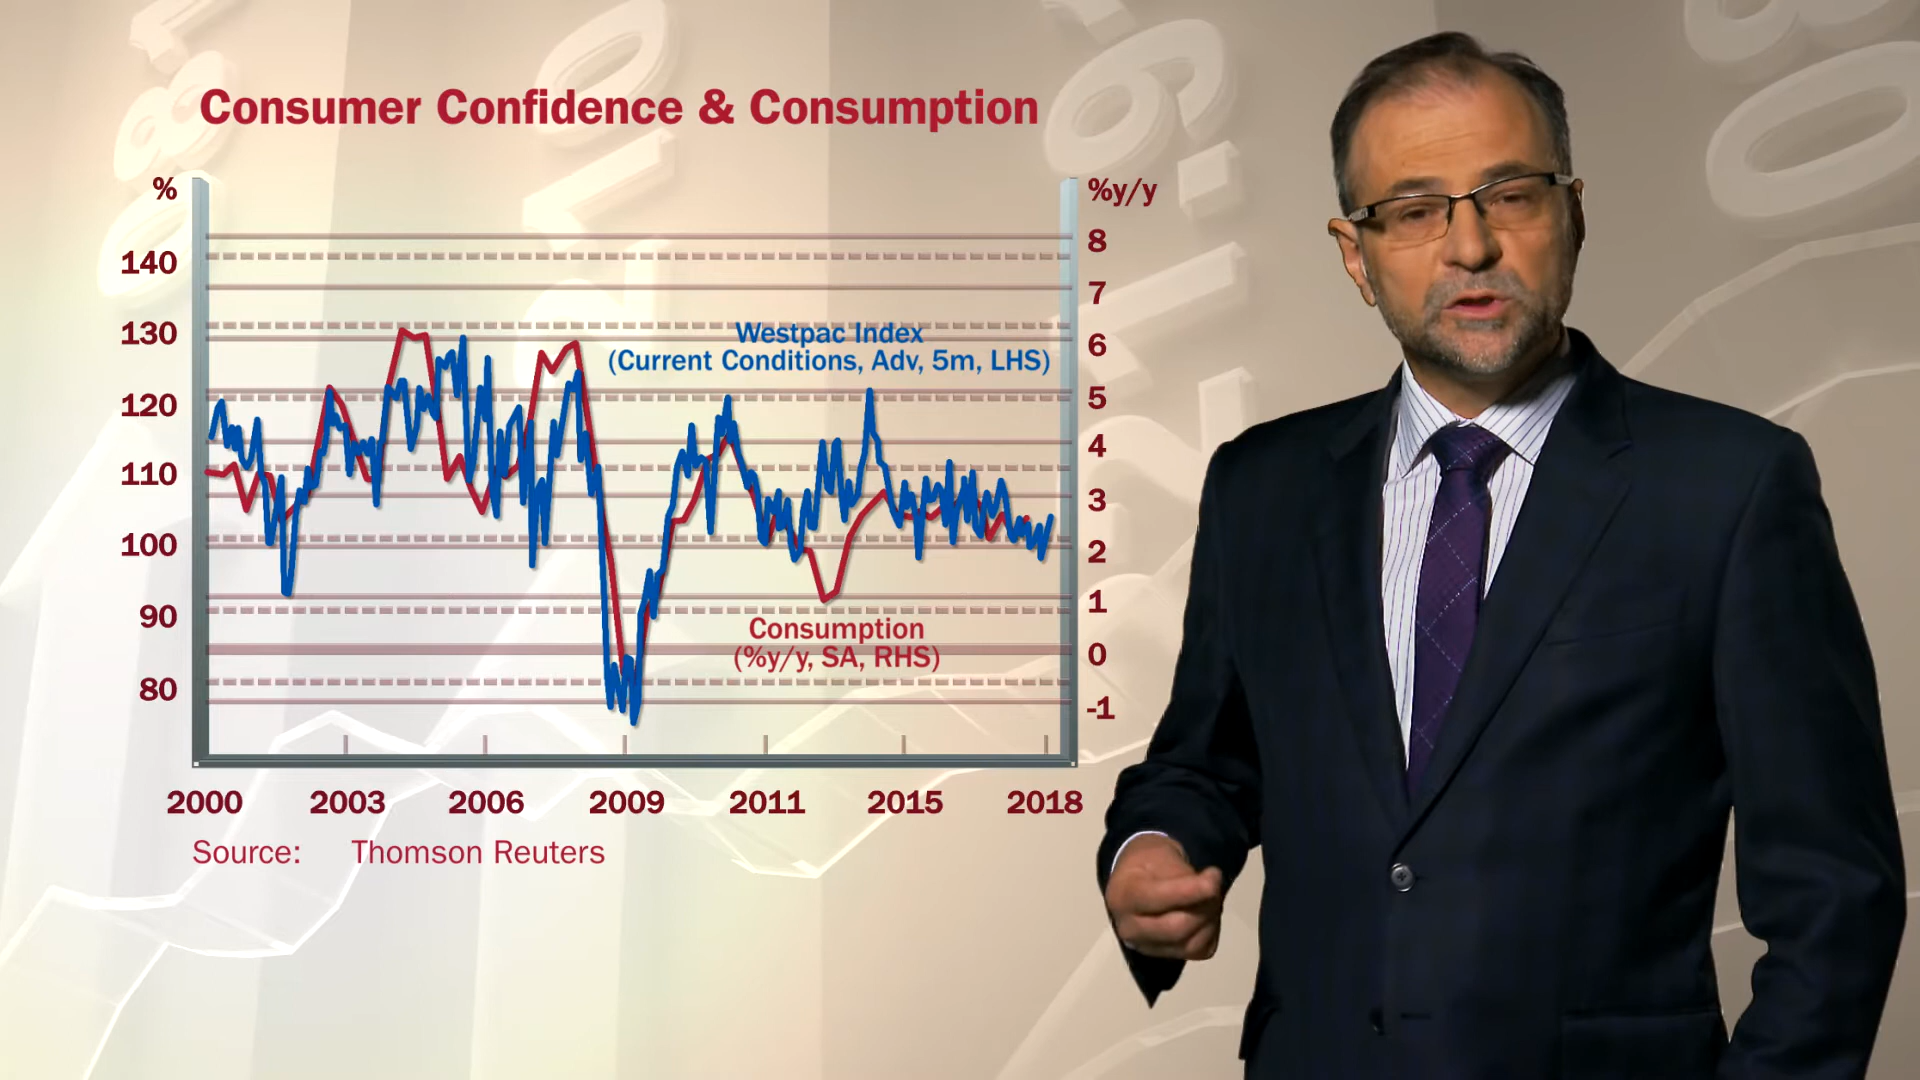 Consumer Confidence & Consumption
% %y/y
140
130
120
110
100
90
80
8
7
6
5
4
3
2
1
0
-1
Westpac Index
(Current Conditions, Adv, 5m, LHS)
Consumption
(%y/y, SA, RHS)
2000 2003 2006 2009 2011 2015 2018
Source: Thomson Reuters